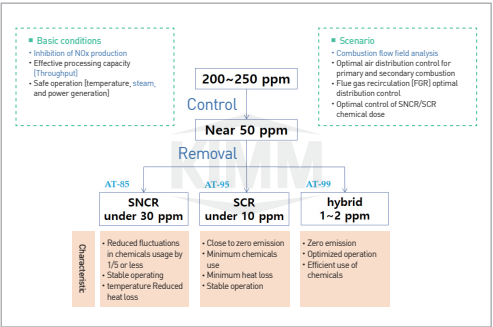 Basic conditions
• Inhibition of NOx production
• Effective processing capacity
[Throughput]
• Safe operation [temperature, steam,
and power generation]
Scenario
• Combustion flow field analysis
• Optimal air distribution control for
primary and secondary combustion
• Flue gas recirculation [FGR) optimal
distribution control
• Optimal control of SNCR/SCR
chemical dose
200~250 ppm
Control
Near 50 ppm
Removal
KIMM
AT-85
SNCR
under 30 ppm
AT-95
SCR
under 10 ppm
AT-99
hybrid
1~2 ppm
Characteristic
• Reduced fluctuations
in chemicals usage by
1/5 or less
• Stable operating
• temperature Reduced
heat loss
• Close to zero emission
• Minimum chemicals
use
• Minimum heat loss
• Stable operation
• Zero emission
• Optimized operation
• Efficient use of
chemicals